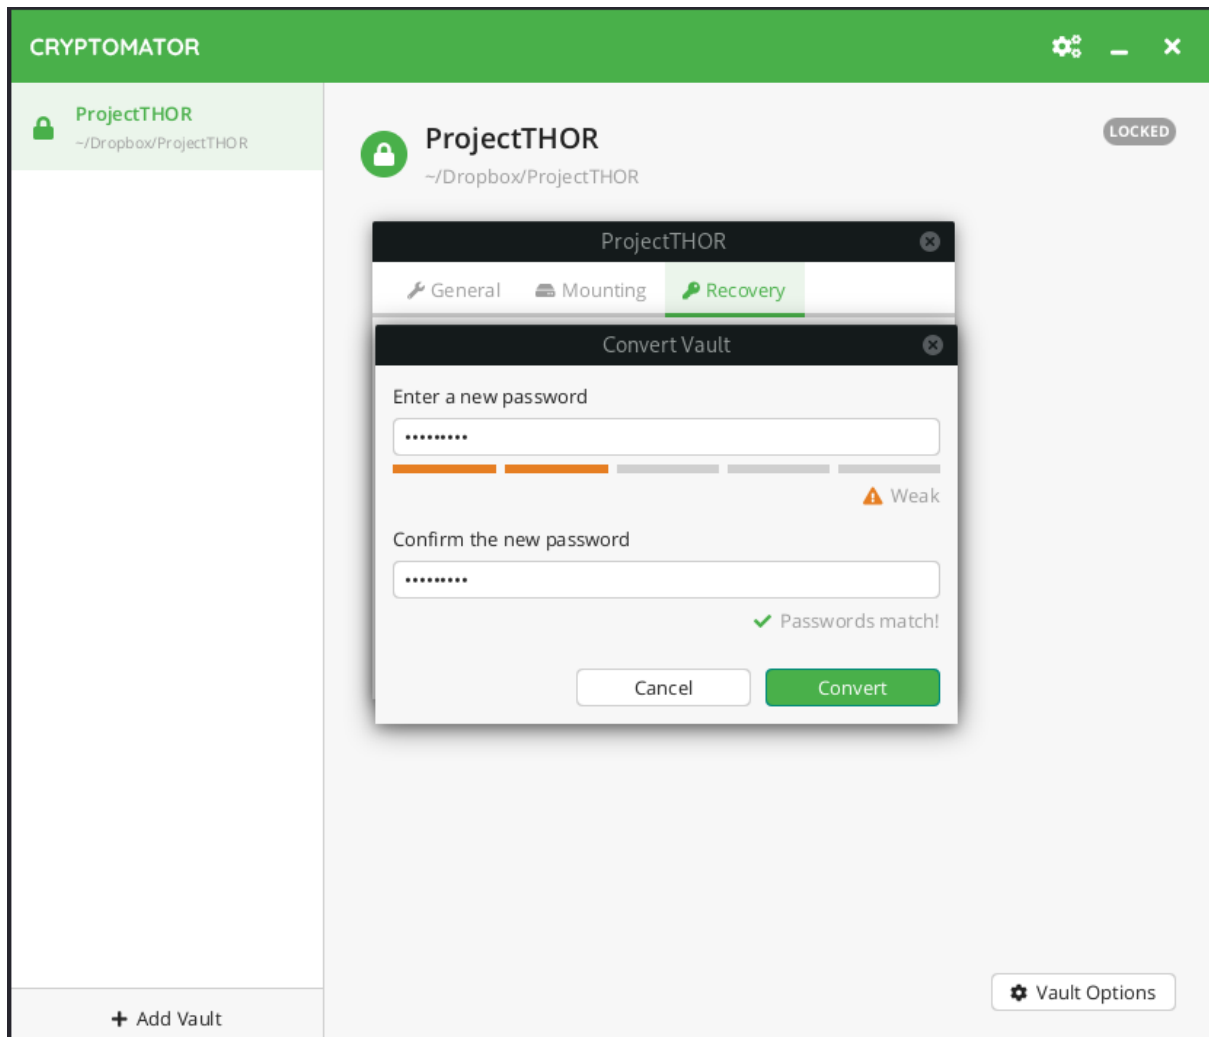 CRYPTOMATOR
ProjectTHOR
~/Dropbox/ProjectTHOR
ProjectTHOR
~/Dropbox/ProjectTHOR
LOCKED
ProjectTHOR
General Mounting Recovery
Convert Vault
Enter a new password
•••••••••
Weak
Confirm the new password
•••••••••
Passwords match!
Cancel Convert
Vault Options
+ Add Vault